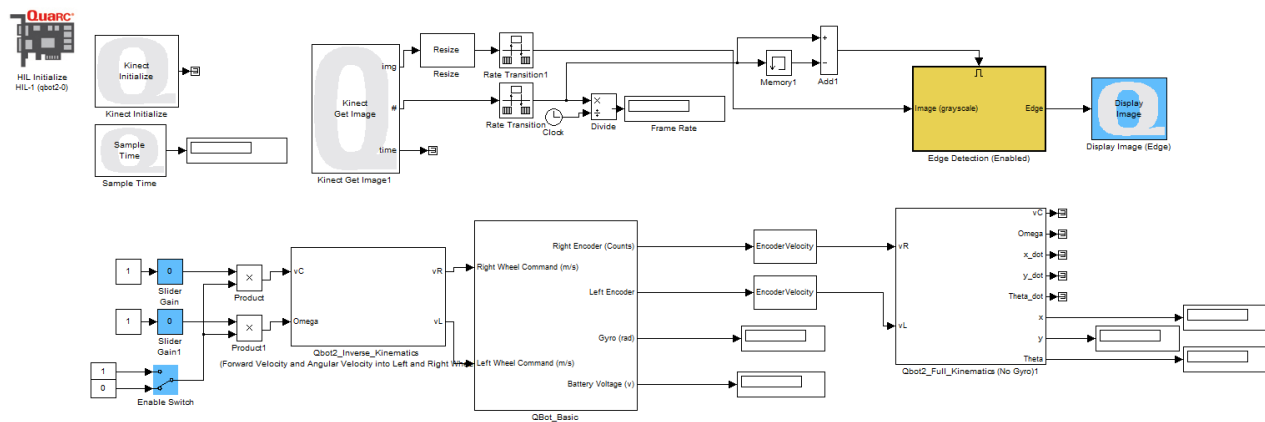 QUARC
HIL Initialize
HIL-1 (qbot2-0)
Kinect
Initialize
Kinect Initialize
Sample
Time
Sample Time
Kinect
Get Image
img
#
time
Kinect Get Image1
Resize
Resize
Rate Transition1
Rate Transition
Clock
×
÷
Divide
Frame Rate
Memory1
+
−
Add1
Image (grayscale)
Edge
Edge Detection (Enabled)
Display
Image
Display Image (Edge)
1
0
Slider
Gain
×
Product
1
0
Slider
Gain1
×
Product1
1
0
Enable Switch
vC
Omega
vR
vL
Qbot2_Inverse_Kinematics
(Forward Velocity and Angular Velocity into Left and Right Whee
Right Wheel Command (m/s)
Left Wheel Command (m/s)
Right Encoder (Counts)
Left Encoder
Gyro (rad)
Battery Voltage (v)
QBot_Basic
EncoderVelocity
EncoderVelocity
vR
vL
vC
Omega
x_dot
y_dot
Theta_dot
x
y
Theta
Qbot2_Full_Kinematics (No Gyro)1